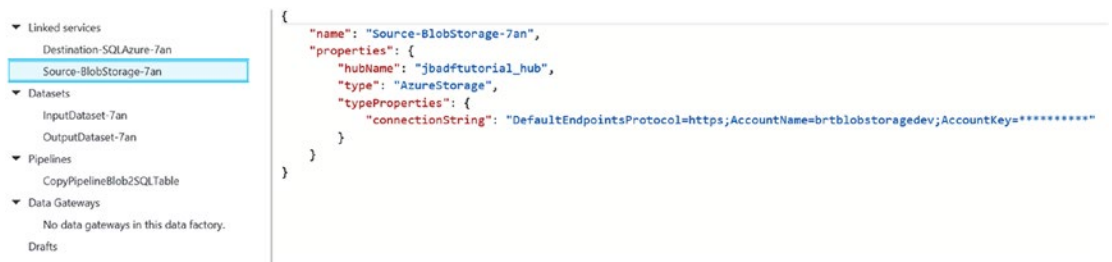 Linked services
Destination-SQLAzure-7an
Source-BlobStorage-7an
Datasets
InputDataset-7an
OutputDataset-7an
Pipelines
CopyPipelineBlob2SQLTable
Data Gateways
No data gateways in this data factory.
Drafts
{
"name": "Source-BlobStorage-7an",
"properties": {
"hubName": "jbadftutorial_hub",
"type": "AzureStorage",
"typeProperties": {
"connectionString": "DefaultEndpointsProtocol=https;AccountName=brtblobstoragedev;AccountKey=**********"
}
}
}